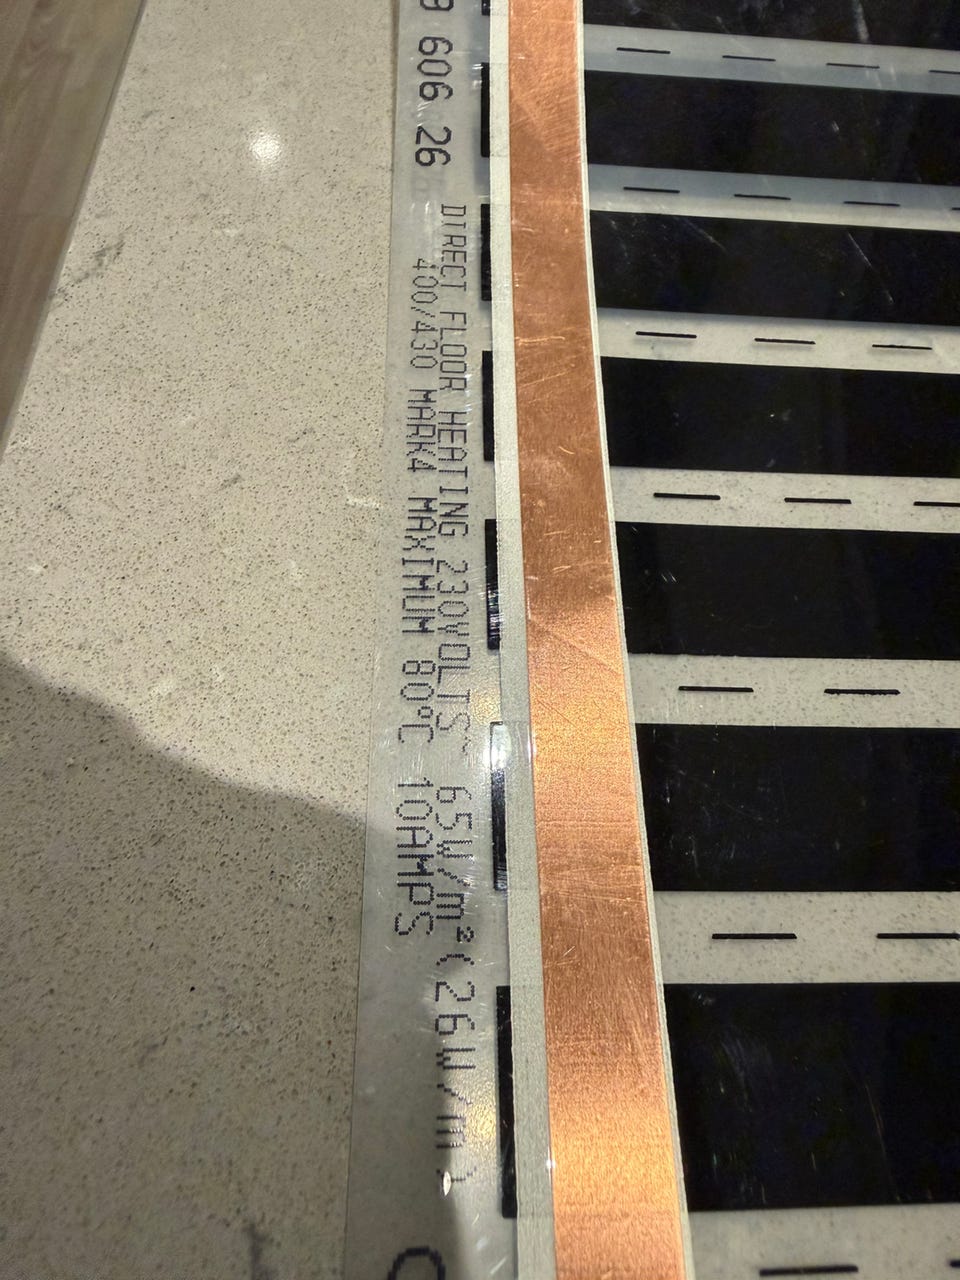 606 26
DIRECT FLOOR HEATING 230VOLTS 65W/m²(26W/m)
400/430 MARK4 MAXIMUM 80°C 10AMPS